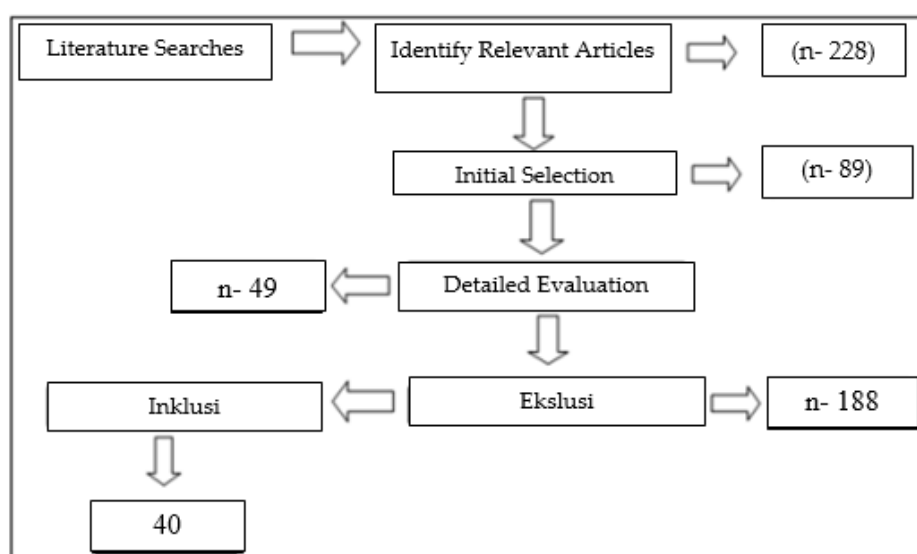 Literature Searches
Identify Relevant Articles
(n- 228)
Initial Selection
(n- 89)
n- 49
Detailed Evaluation
Inklusi
Ekslusi
n- 188
40